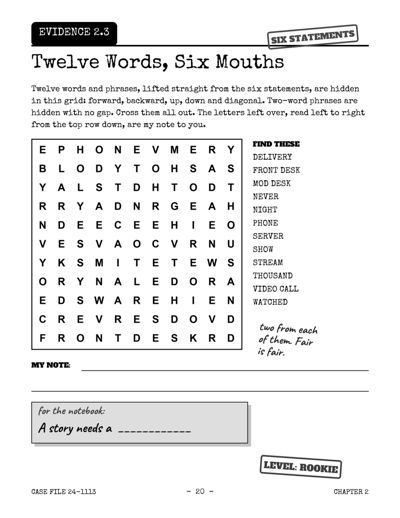 EVIDENCE 2.3
SIX STATEMENTS
Twelve Words, Six Mouths
Twelve words and phrases, lifted straight from the six statements, are hidden
in this grid: forward, backward, up, down and diagonal. Two-word phrases are
hidden with no gap. Cross them all out. The letters left over, read left to right
from the top row down, are my note to you.
E P H O N E V M E R Y
B L O D Y T O H S A S
Y A L S T D H T O D T
R R Y A D N R G E A H
N D E E C E E H I E O
V E S V A O C V R N U
Y K S M I T E T E W S
O R Y N A L E D O R A
E D S W A R E H I E N
C R E V R E S D O V D
F R O N T D E S K R D
FIND THESE
DELIVERY
FRONT DESK
MOD DESK
NEVER
NIGHT
PHONE
SERVER
SHOW
STREAM
THOUSAND
VIDEO CALL
WATCHED
two from each
of them. Fair
is fair.
MY NOTE:
for the notebook:
A story needs a ____________
LEVEL: ROOKIE
CASE FILE 24-1113
- 20 -
CHAPTER 2